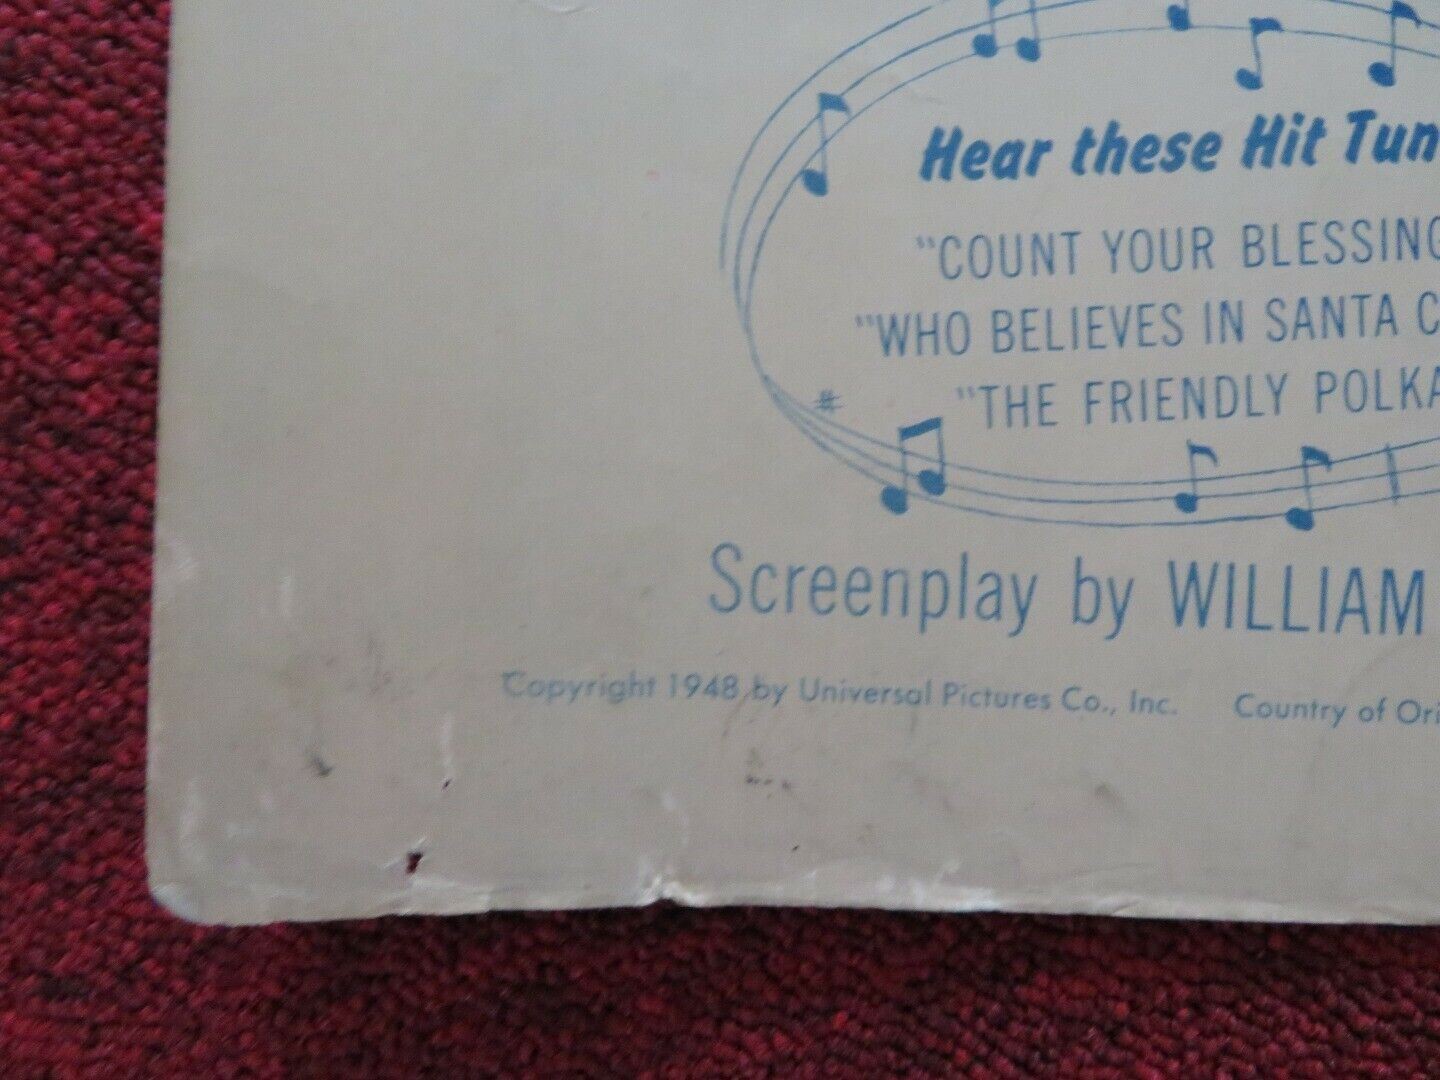 Hear these Hit Tun
"COUNT YOUR BLESSING
"WHO BELIEVES IN SANTA C
"THE FRIENDLY POLKA
Screenplay by WILLIAM
Copyright 1948 by Universal Pictures Co., Inc. Country of Ori